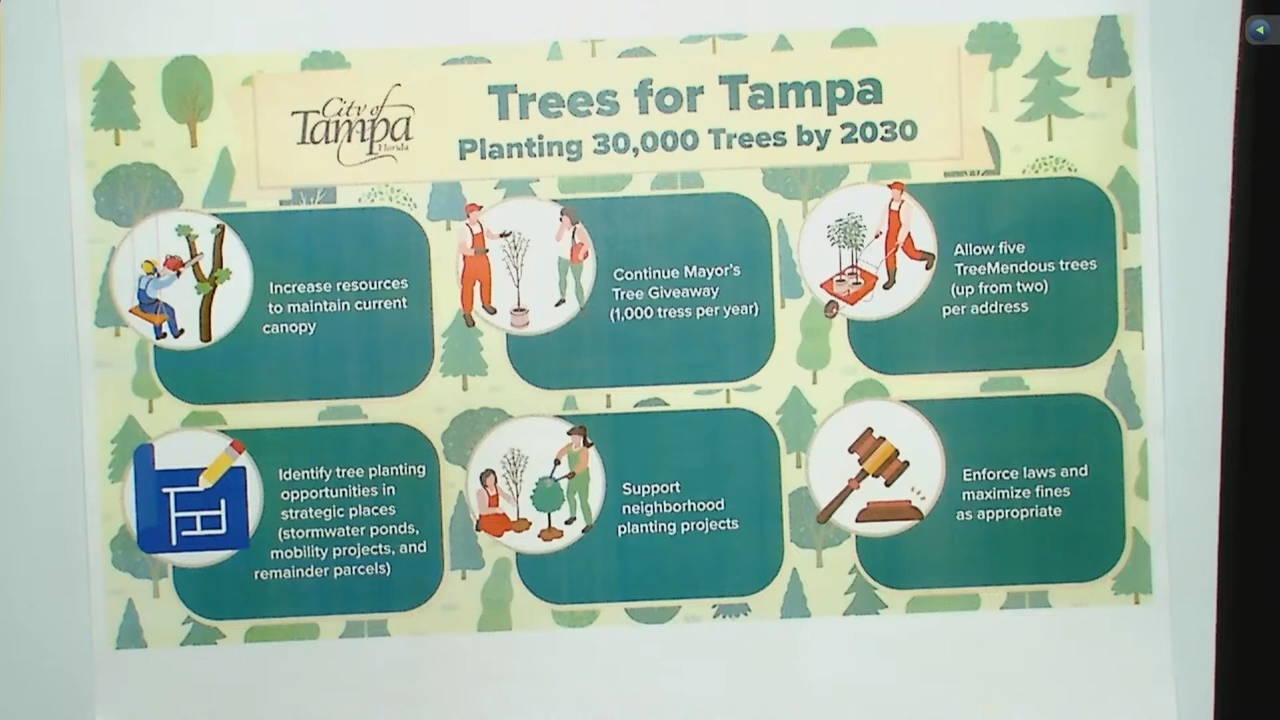 City of
Tampa
Florida
Trees for Tampa
Planting 30,000 Trees by 2030
Increase resources
to maintain current
canopy
Continue Mayor's
Tree Giveaway
(1,000 tress per year)
Allow five
TreeMendous trees
(up from two)
per address
Identify tree planting
opportunities in
strategic places
(stormwater ponds,
mobility projects, and
remainder parcels)
Support
neighborhood
planting projects
Enforce laws and
maximize fines
as appropriate